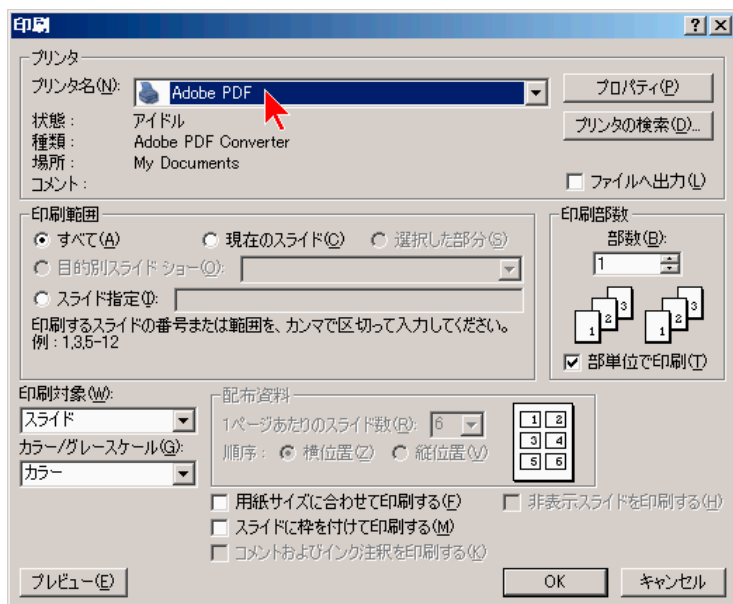 印刷
プリンタ
プリンタ名(N):
Adobe PDF
プロパティ(P)
状態 :
アイドル
プリンタの検索(D)...
種類 :
Adobe PDF Converter
場所 :
My Documents
コメント :
ファイルへ出力(L)
印刷範囲
すべて(A)
現在のスライド(C)
選択した部分(S)
目的別スライド ショー(O):
スライド指定(I):
印刷するスライドの番号または範囲を、カンマで区切って入力してください。
例 : 1,3,5-12
印刷部数
部数(B):
1
1 2 3
1 2 3
部単位で印刷(T)
印刷対象(W):
スライド
カラー/グレースケール(G):
カラー
配布資料
1ページあたりのスライド数(R):
6
順序 :
横位置(Z)
縦位置(V)
1 2
3 4
5 6
用紙サイズに合わせて印刷する(F)
非表示スライドを印刷する(H)
スライドに枠を付けて印刷する(M)
コメントおよびインク注釈を印刷する(K)
プレビュー(E)
OK
キャンセル